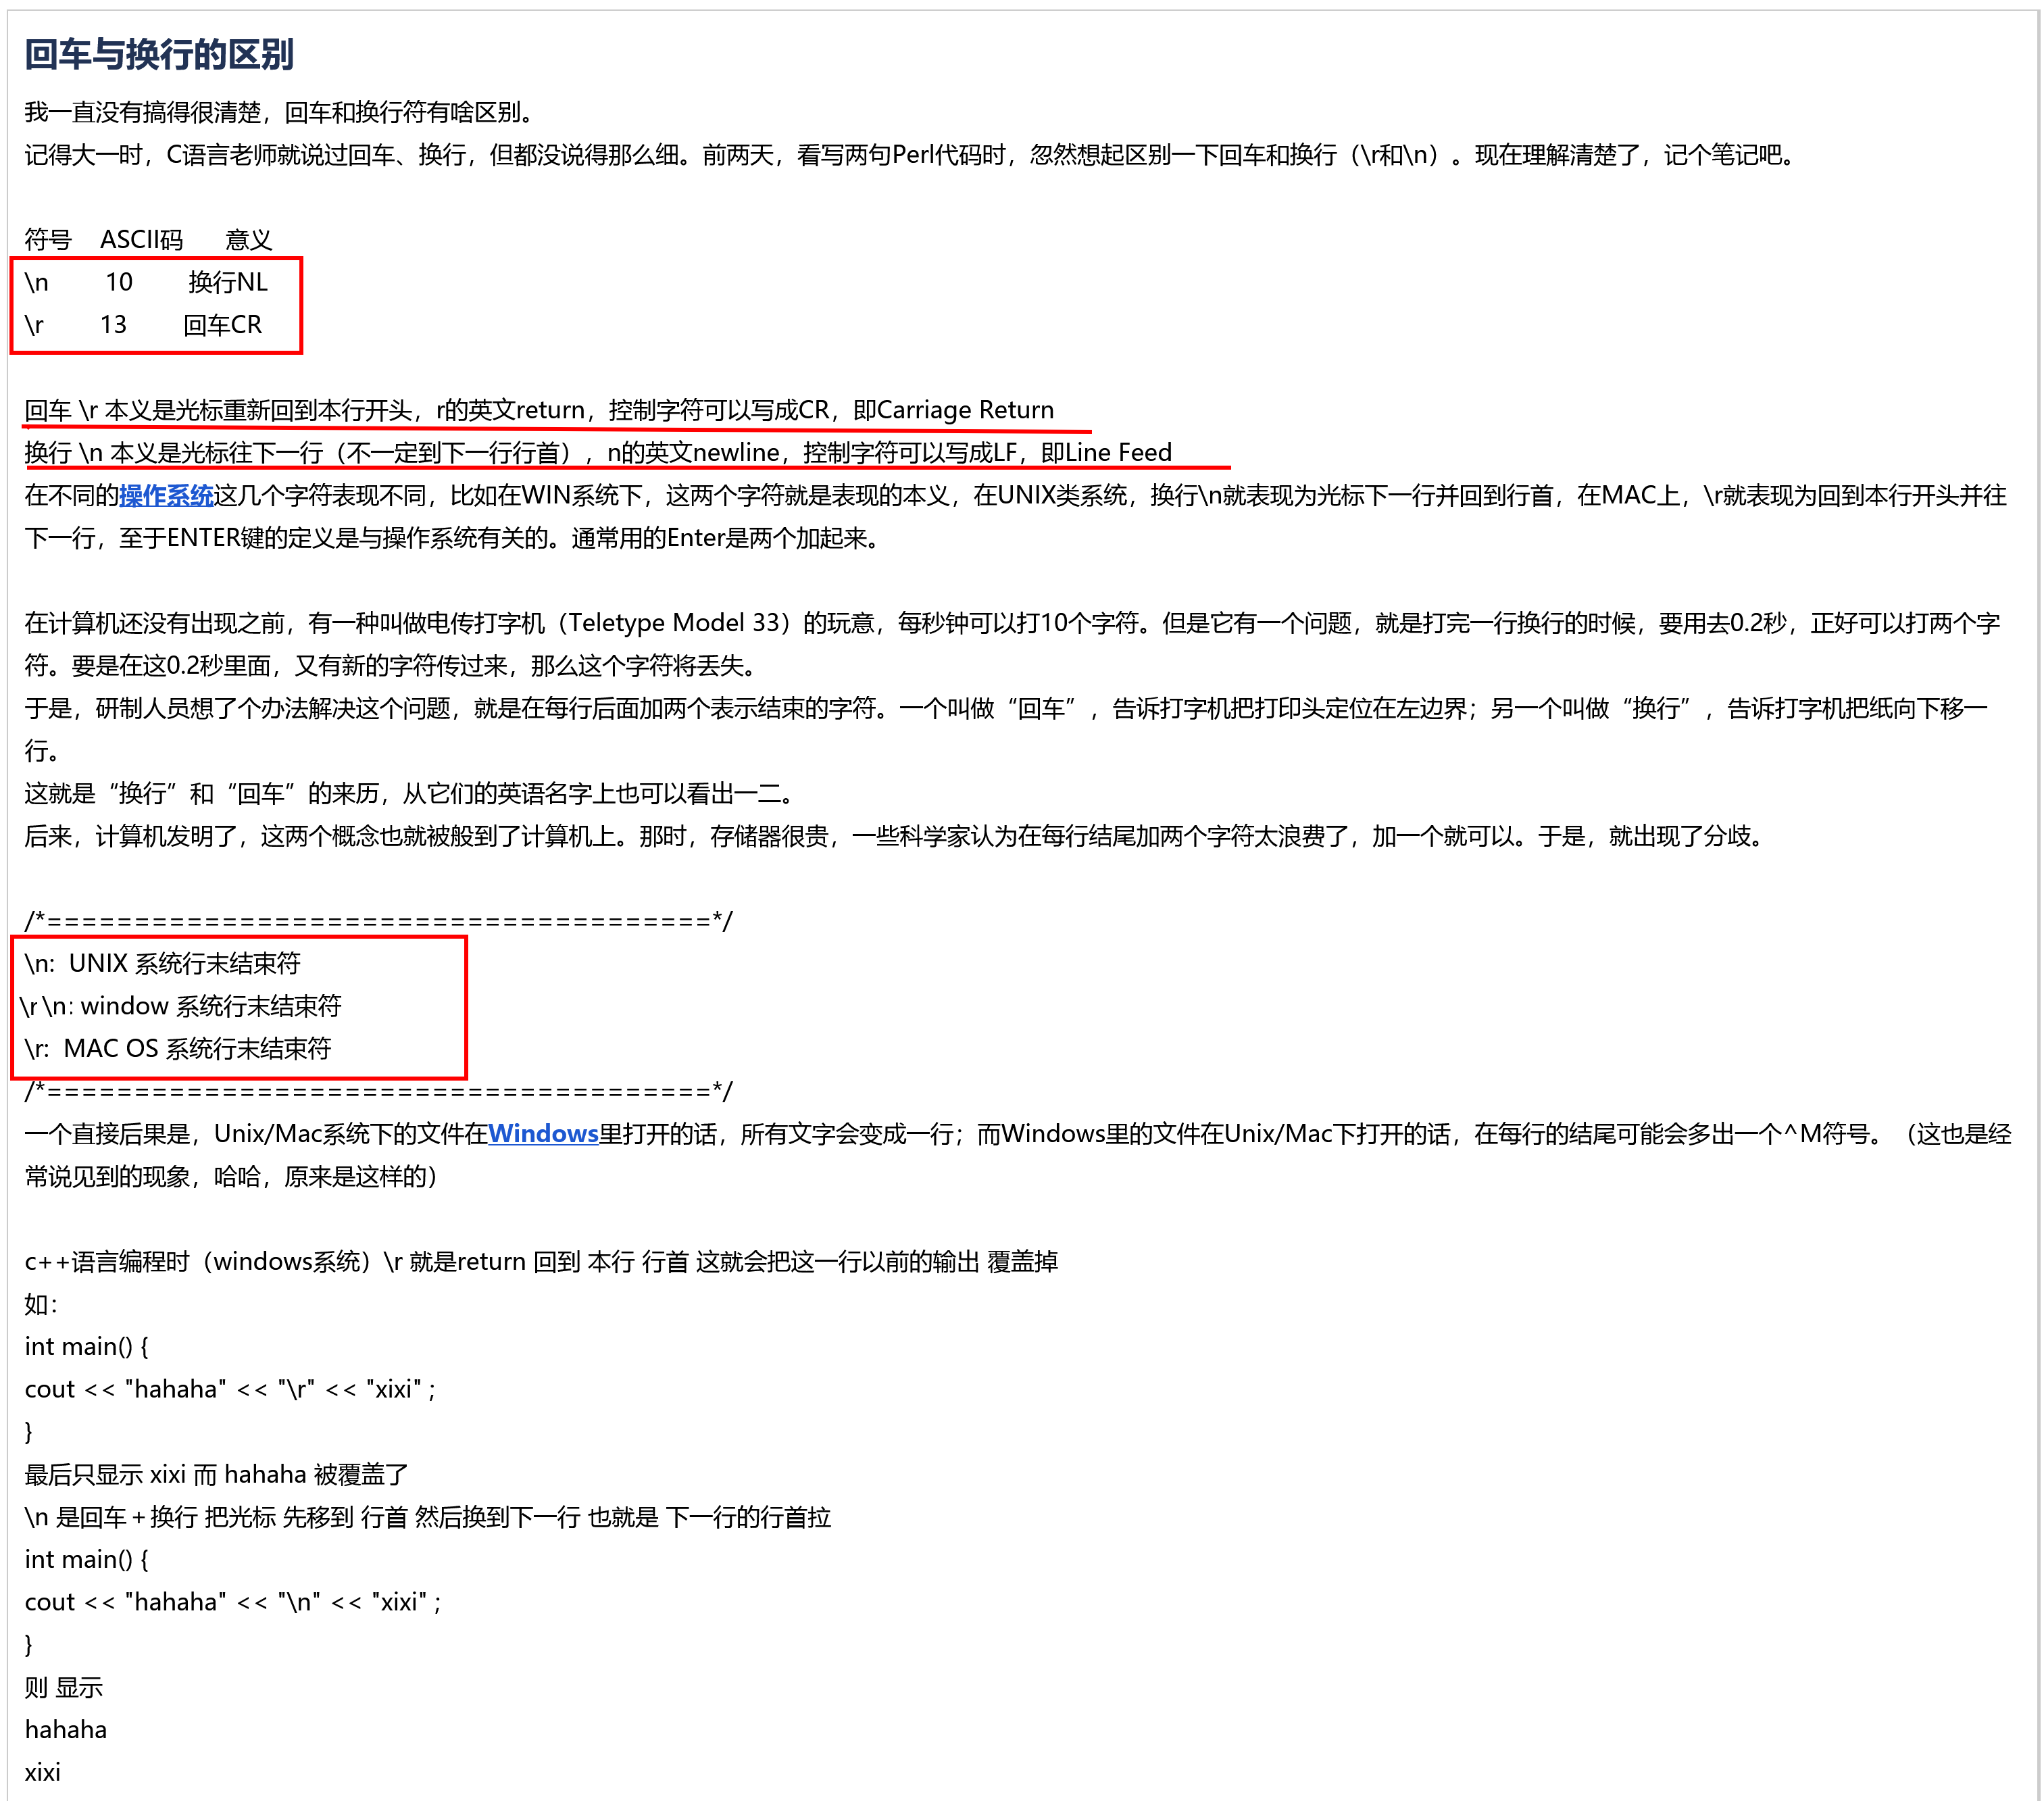 回车与换行的区别
我一直没有搞得很清楚，回车和换行符有啥区别。
记得大一时，C语言老师就说过回车、换行，但都没说得那么细。前两天，看写两句Perl代码时，忽然想起区别一下回车和换行（\r和\n）。现在理解清楚了，记个笔记吧。
符号 ASCII码 意义
\n 10 换行NL
\r 13 回车CR
回车 \r 本义是光标重新回到本行开头，r的英文return，控制字符可以写成CR，即Carriage Return
换行 \n 本义是光标往下一行（不一定到下一行行首），n的英文newline，控制字符可以写成LF，即Line Feed
在不同的操作系统这几个字符表现不同，比如在WIN系统下，这两个字符就是表现的本义，在UNIX类系统，换行\n就表现为光标下一行并回到行首，在MAC上，\r就表现为回到本行开头并往
下一行，至于ENTER键的定义是与操作系统有关的。通常用的Enter是两个加起来。
在计算机还没有出现之前，有一种叫做电传打字机（Teletype Model 33）的玩意，每秒钟可以打10个字符。但是它有一个问题，就是打完一行换行的时候，要用去0.2秒，正好可以打两个字
符。要是在这0.2秒里面，又有新的字符传过来，那么这个字符将丢失。
于是，研制人员想了个办法解决这个问题，就是在每行后面加两个表示结束的字符。一个叫做“回车”，告诉打字机把打印头定位在左边界；另一个叫做“换行”，告诉打字机把纸向下移一
行。
这就是“换行”和“回车”的来历，从它们的英语名字上也可以看出一二。
后来，计算机发明了，这两个概念也就被般到了计算机上。那时，存储器很贵，一些科学家认为在每行结尾加两个字符太浪费了，加一个就可以。于是，就出现了分歧。
/*======================================*/
\n: UNIX 系统行末结束符
\r\n: window 系统行末结束符
\r: MAC OS 系统行末结束符
/*======================================*/
一个直接后果是，Unix/Mac系统下的文件在Windows里打开的话，所有文字会变成一行；而Windows里的文件在Unix/Mac下打开的话，在每行的结尾可能会多出一个^M符号。（这也是经
常说见到的现象，哈哈，原来是这样的）
c++语言编程时（windows系统）\r 就是return 回到 本行 行首 这就会把这一行以前的输出 覆盖掉
如：
int main() {
cout << "hahaha" << "\r" << "xixi" ;
}
最后只显示 xixi 而 hahaha 被覆盖了
\n 是回车＋换行 把光标 先移到 行首 然后换到下一行 也就是 下一行的行首拉
int main() {
cout << "hahaha" << "\n" << "xixi" ;
}
则 显示
hahaha
xixi